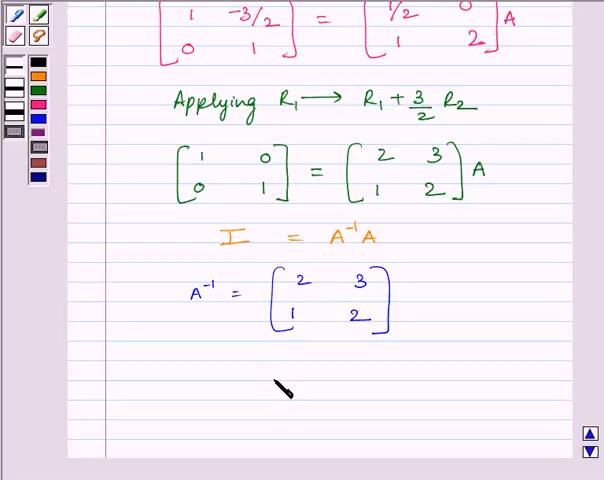 [1 -3/2] = [1/2 0] A
[0 1] [1 2]
Applying R₁ → R₁ + 3/2 R₂
[1 0] = [2 3] A
[0 1] [1 2]
I = A⁻¹A
A⁻¹ = [2 3]
[1 2]